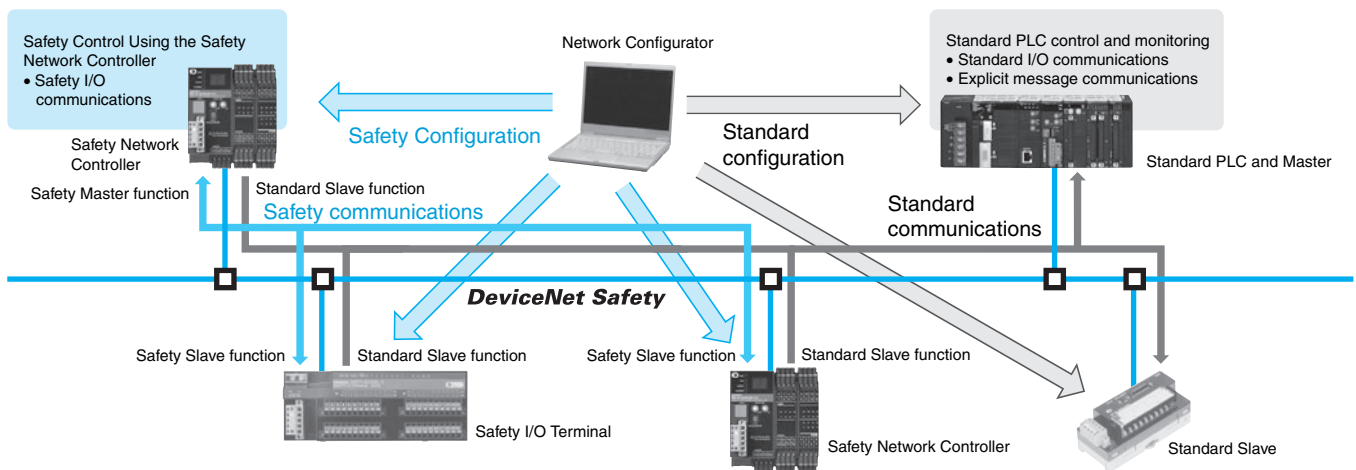 Safety Control Using the Safety
Network Controller
• Safety I/O
communications
Network Configurator
Standard PLC control and monitoring
• Standard I/O communications
• Explicit message communications
Safety Configuration
Standard
configuration
Safety Network
Controller
Standard PLC and Master
Safety Master function
Standard Slave function
Safety communications
Standard
communications
DeviceNet Safety
Safety Slave function
Standard Slave function
Safety Slave function
Standard Slave function
Safety I/O Terminal
Safety Network Controller
Standard Slave